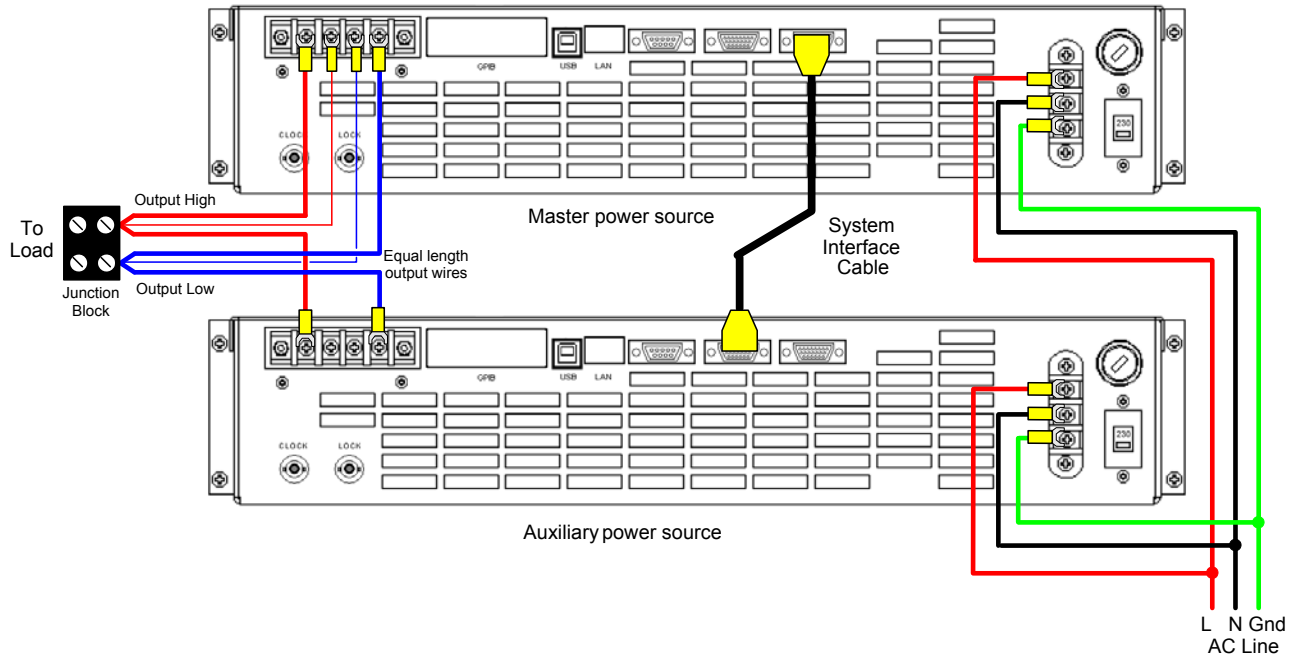 GPIB
USB
LAN
CLOCK
LOCK
230
Output High
Master power source
System
Interface
Cable
To
Load
Equal length
output wires
Junction
Block
Output Low
GPIB
USB
LAN
CLOCK
LOCK
230
Auxiliary power source
L N Gnd
AC Line